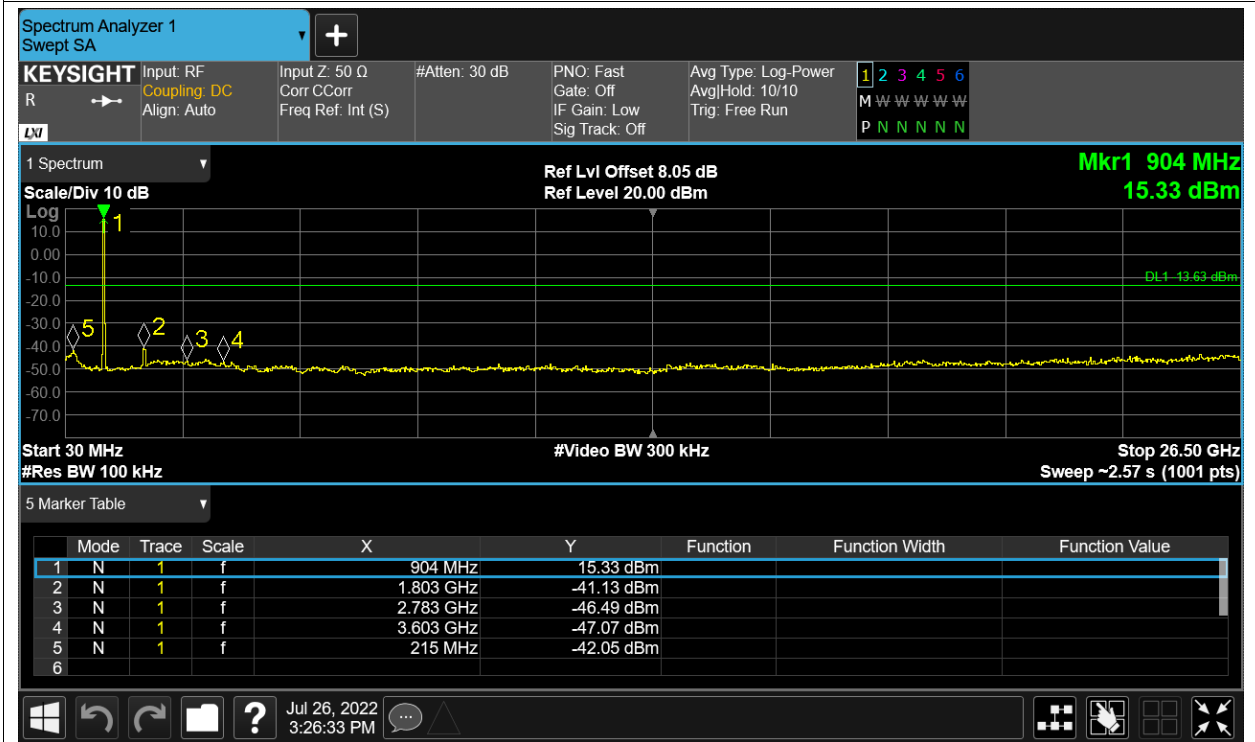 Spectrum Analyzer 1
Swept SA
KEYSIGHT
R
LXI
Input: RF
Coupling: DC
Align: Auto
Input Z: 50 Ω
Corr CCorr
Freq Ref: Int (S)
#Atten: 30 dB
PNO: Fast
Gate: Off
IF Gain: Low
Sig Track: Off
Avg Type: Log-Power
Avg|Hold: 10/10
Trig: Free Run
1 2 3 4 5 6
M W W W W W
P N N N N N
1 Spectrum
Scale/Div 10 dB
Ref Lvl Offset 8.05 dB
Ref Level 20.00 dBm
Mkr1 904 MHz
15.33 dBm
Log
10.0
0.00
-10.0
-20.0
-30.0
-40.0
-50.0
-60.0
-70.0
1
5
2
3
4
DL1 -13.63 dBm
Start 30 MHz
#Res BW 100 kHz
#Video BW 300 kHz
Stop 26.50 GHz
Sweep ~2.57 s (1001 pts)
5 Marker Table
Mode Trace Scale X Y Function Function Width Function Value
1 N 1 f 904 MHz 15.33 dBm
2 N 1 f 1.803 GHz -41.13 dBm
3 N 1 f 2.783 GHz -46.49 dBm
4 N 1 f 3.603 GHz -47.07 dBm
5 N 1 f 215 MHz -42.05 dBm
6
?
Jul 26, 2022
3:26:33 PM